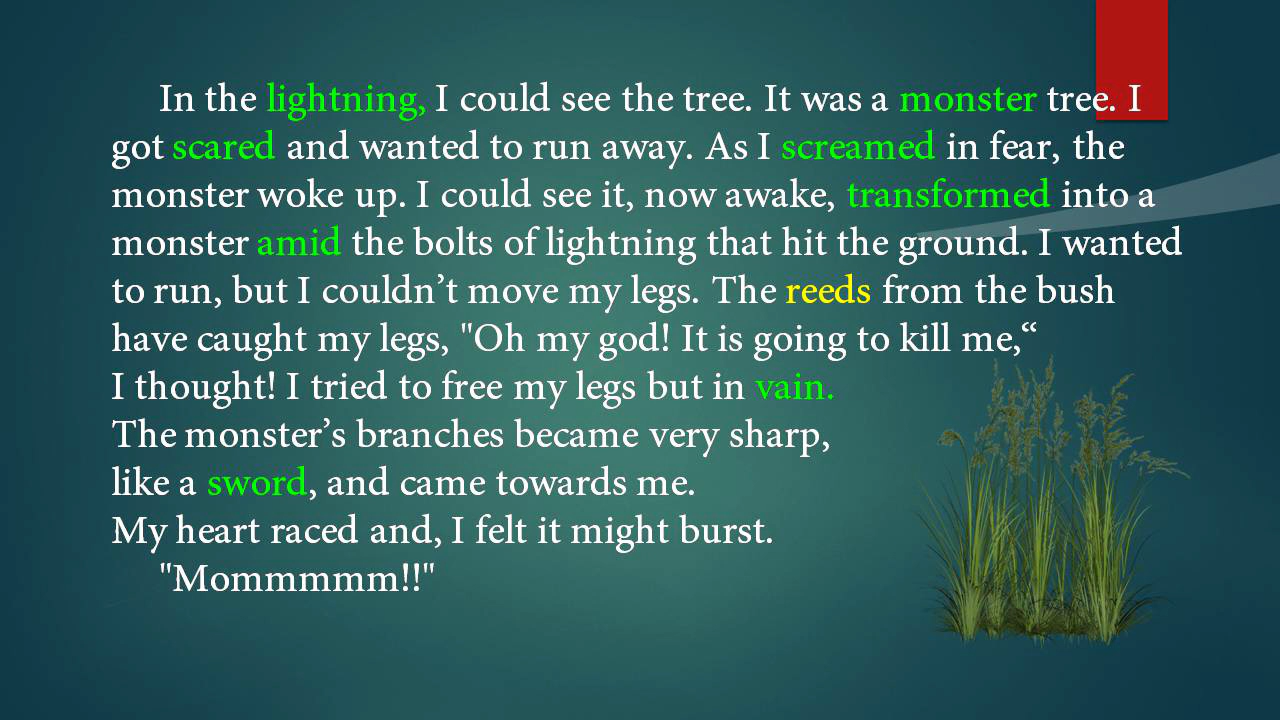 In the lightning, I could see the tree. It was a monster tree. I
got scared and wanted to run away. As I screamed in fear, the
monster woke up. I could see it, now awake, transformed into a
monster amid the bolts of lightning that hit the ground. I wanted
to run, but I couldn’t move my legs. The reeds from the bush
have caught my legs, "Oh my god! It is going to kill me,“
I thought! I tried to free my legs but in vain.
The monster’s branches became very sharp,
like a sword, and came towards me.
My heart raced and, I felt it might burst.
"Mommmmm!!"